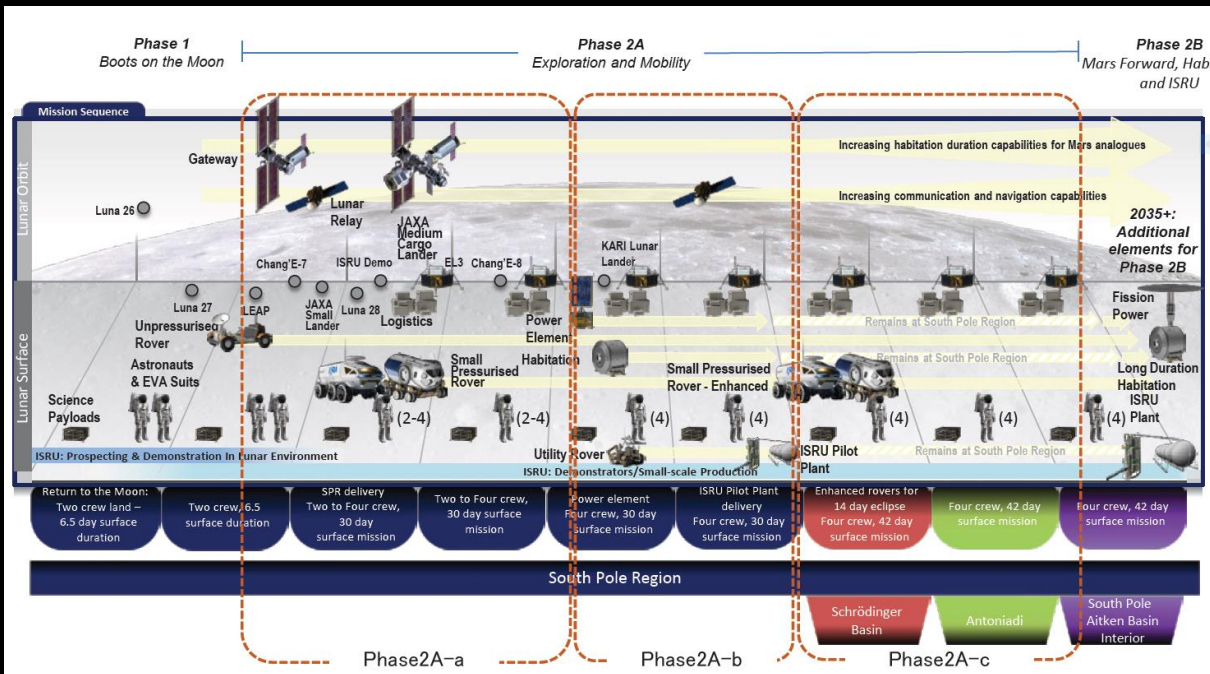 Phase 1
Boots on the Moon
Phase 2A
Exploration and Mobility
Phase 2B
Mars Forward, Hab
and ISRU
Mission Sequence
Lunar Orbit
Gateway
Increasing habitation duration capabilities for Mars analogues
Increasing communication and navigation capabilities
Luna 26
Lunar
Relay
JAXA
Medium
Cargo
Lander
2035+:
Additional
elements for
Phase 2B
Chang'E-7
ISRU Demo
EL3
Chang'E-8
KARI Lunar
Lander
Lunar Surface
Luna 27
LEAP
JAXA
Small
Lander
Luna 28
Logistics
Unpressurised
Rover
Power
Element
Remains at South Pole Region
Fission
Power
Astronauts
& EVA Suits
Small
Pressurised
Rover
Habitation
Small Pressurised
Rover - Enhanced
Remains at South Pole Region
Long Duration
Habitation
ISRU
Plant
Science
Payloads
(2-4)
(2-4)
(4)
(4)
(4)
(4)
(4)
Utility Rover
ISRU Pilot
Plant
Remains at South Pole Region
ISRU: Prospecting & Demonstration In Lunar Environment
ISRU: Demonstrators/Small-scale Production
Return to the Moon:
Two crew land –
6.5 day surface
duration
Two crew, 6.5
surface duration
SPR delivery
Two to Four crew,
30 day
surface mission
Two to Four crew,
30 day surface
mission
Power element
Four crew, 30 day
surface mission
ISRU Pilot Plant
delivery
Four crew, 30 day
surface mission
Enhanced rovers for
14 day eclipse
Four crew, 42 day
surface mission
Four crew, 42 day
surface mission
Four crew, 42 day
surface mission
South Pole Region
Schrödinger
Basin
Antoniadi
South Pole
Aitken Basin
Interior
Phase2A-a
Phase2A-b
Phase2A-c